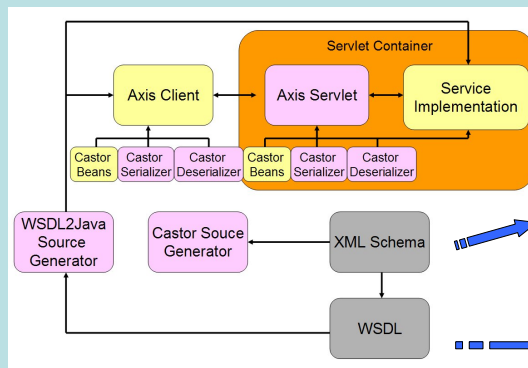 Servlet Container
Axis Client
Axis Servlet
Service
Implementation
Castor
Beans
Castor
Serializer
Castor
Deserializer
Castor
Beans
Castor
Serializer
Castor
Deserializer
WSDL2Java
Source
Generator
Castor Souce
Generator
XML Schema
WSDL